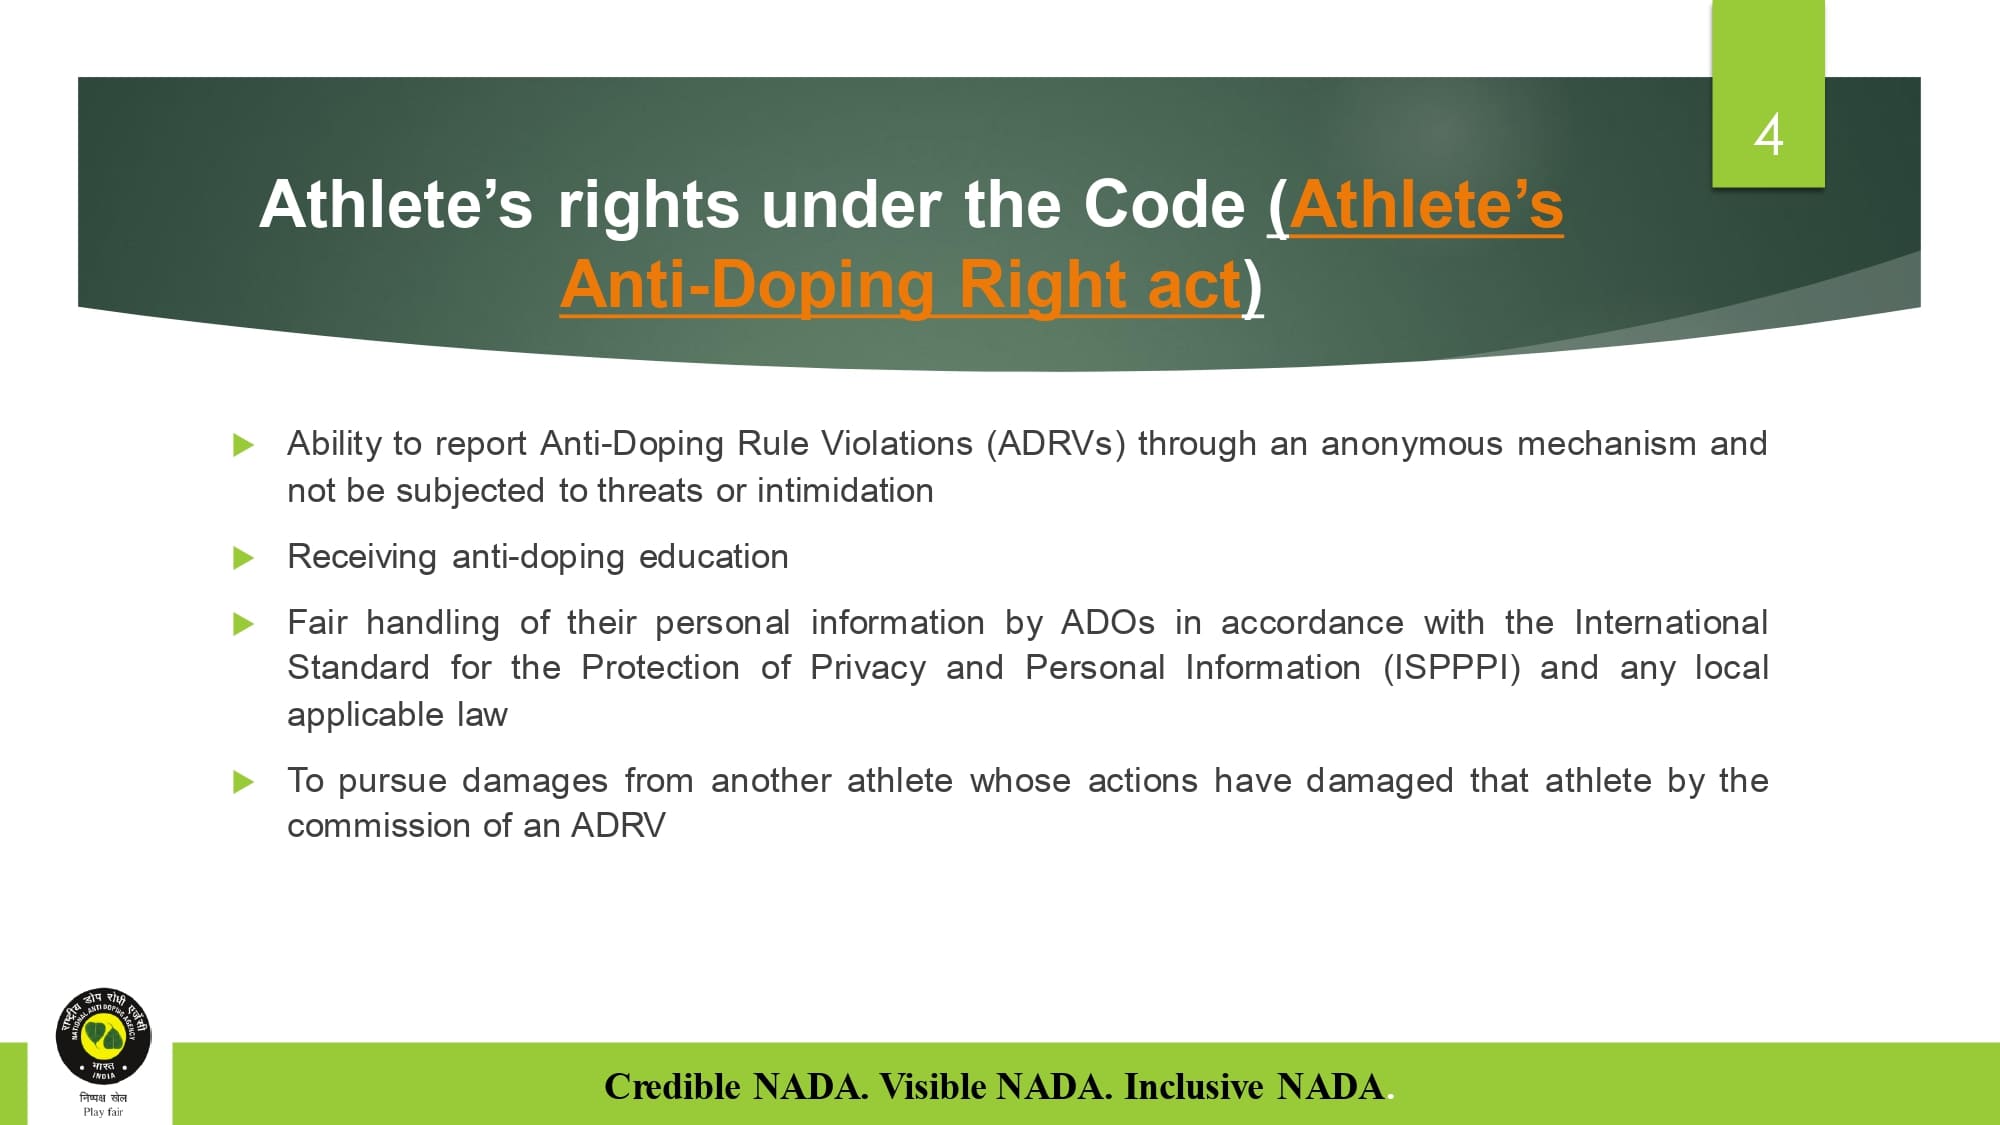 4
Athlete’s rights under the Code (Athlete’s
Anti-Doping Right act)
Ability to report Anti-Doping Rule Violations (ADRVs) through an anonymous mechanism and
not be subjected to threats or intimidation
Receiving anti-doping education
Fair handling of their personal information by ADOs in accordance with the International
Standard for the Protection of Privacy and Personal Information (ISPPPI) and any local
applicable law
To pursue damages from another athlete whose actions have damaged that athlete by the
commission of an ADRV
राष्ट्रीय डोप रोधी एजेंसी
NATIONAL ANTI DOPING AGENCY
भारत
INDIA
निष्पक्ष खेल
Play fair
Credible NADA. Visible NADA. Inclusive NADA.